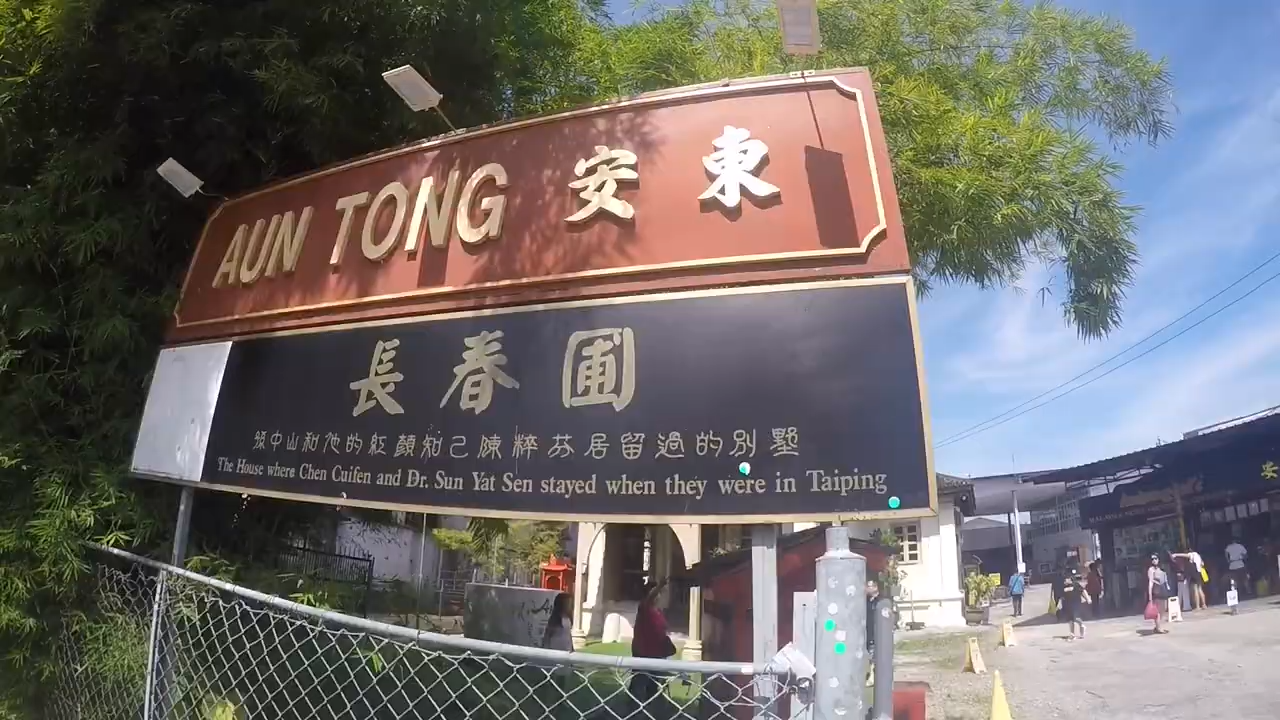 AUN TONG 安東
長春圃
孫中山和他的紅顏知己陳粹芬居留過的別墅
The House where Chen Cuifen and Dr. Sun Yat Sen stayed when they were in Taiping